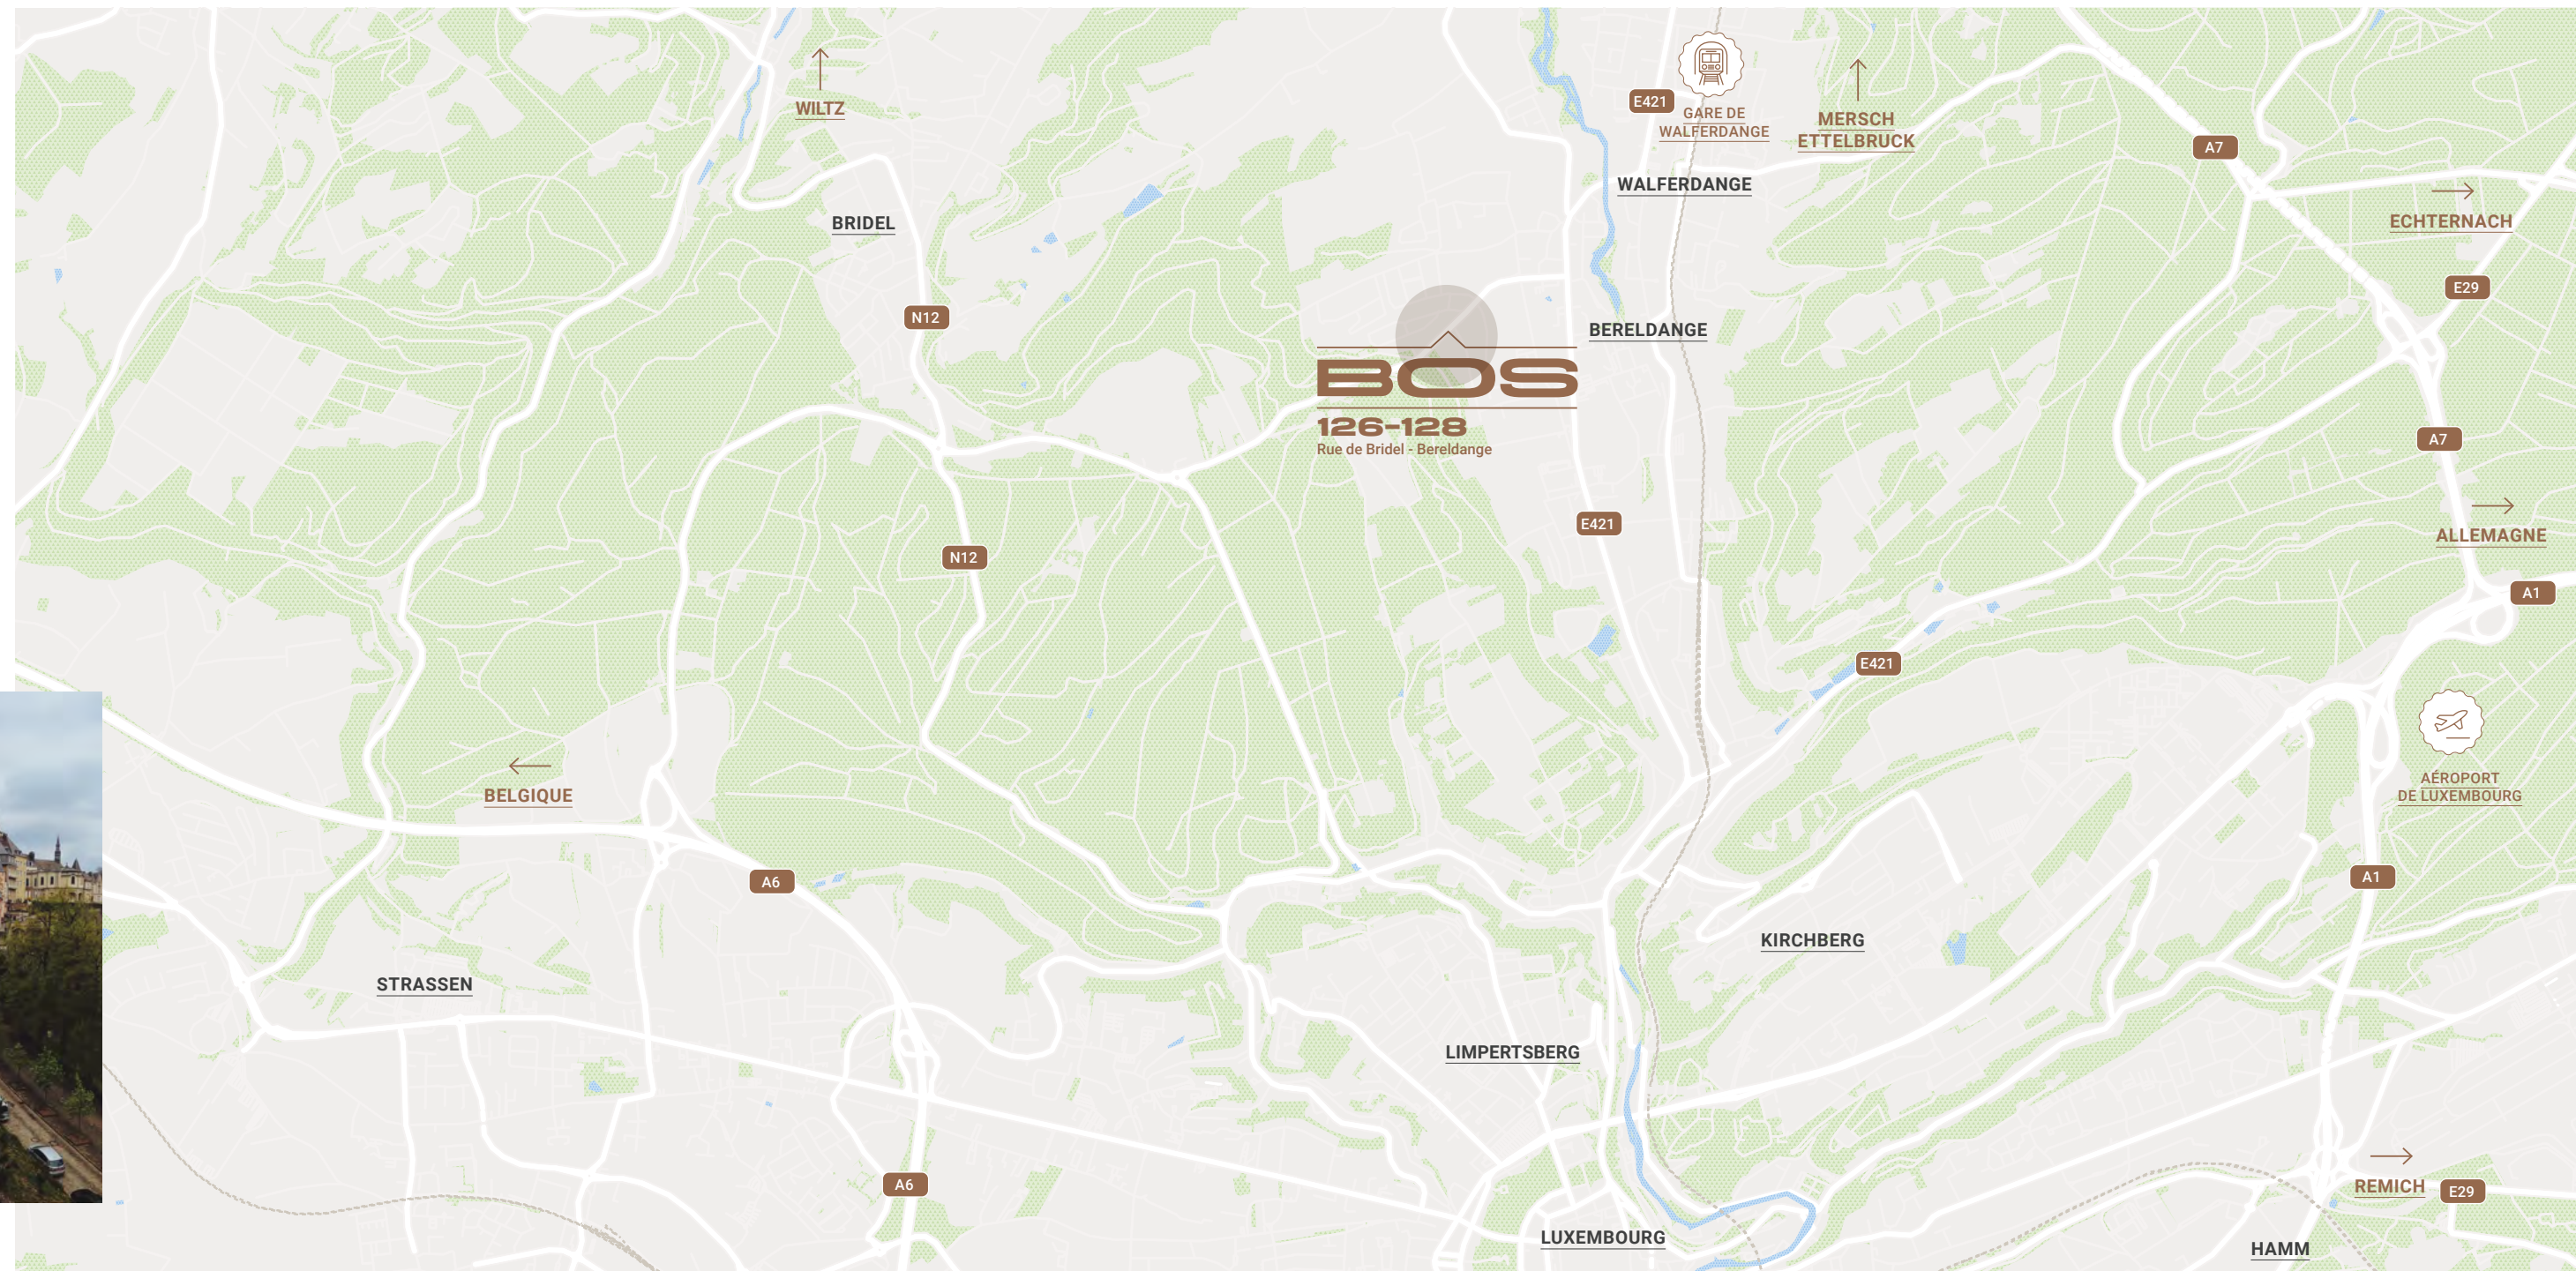 WILTZ
E421
GARE DE
WALFERDANGE
MERSCH
ETTELBRUCK
A7
WALFERDANGE
ECHTERNACH
BRIDEL
E29
N12
BERELDANGE
BOS
126-128
Rue de Bridel - Bereldange
A7
E421
ALLEMAGNE
N12
A1
E421
BELGIQUE
AÉROPORT
DE LUXEMBOURG
A6
A1
KIRCHBERG
STRASSEN
LIMPERTSBERG
A6
REMICH
E29
LUXEMBOURG
HAMM